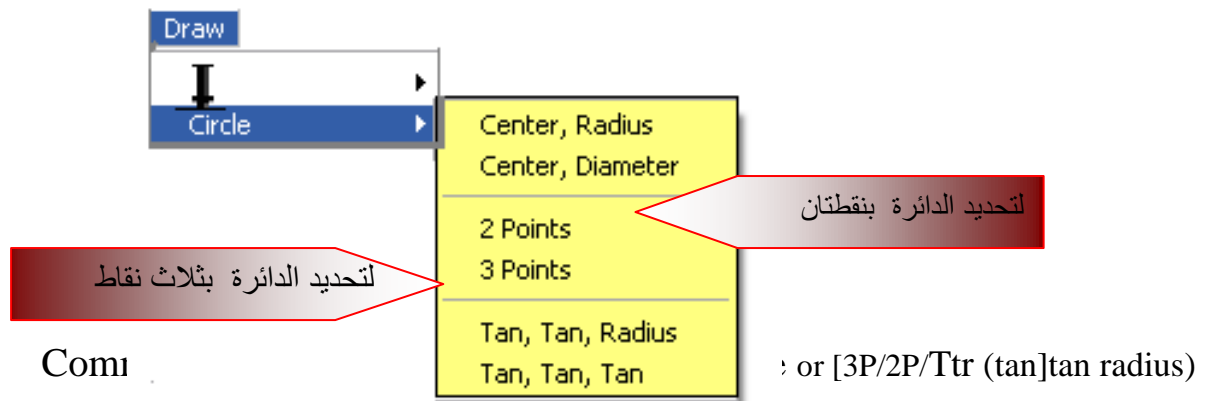 Draw
Circle
Center, Radius
Center, Diameter
لتحديد الدائرة بنقطتان
2 Points
3 Points
لتحديد الدائرة بثلاث نقاط
Tan, Tan, Radius
Tan, Tan, Tan
or [3P/2P/Ttr (tan]tan radius)